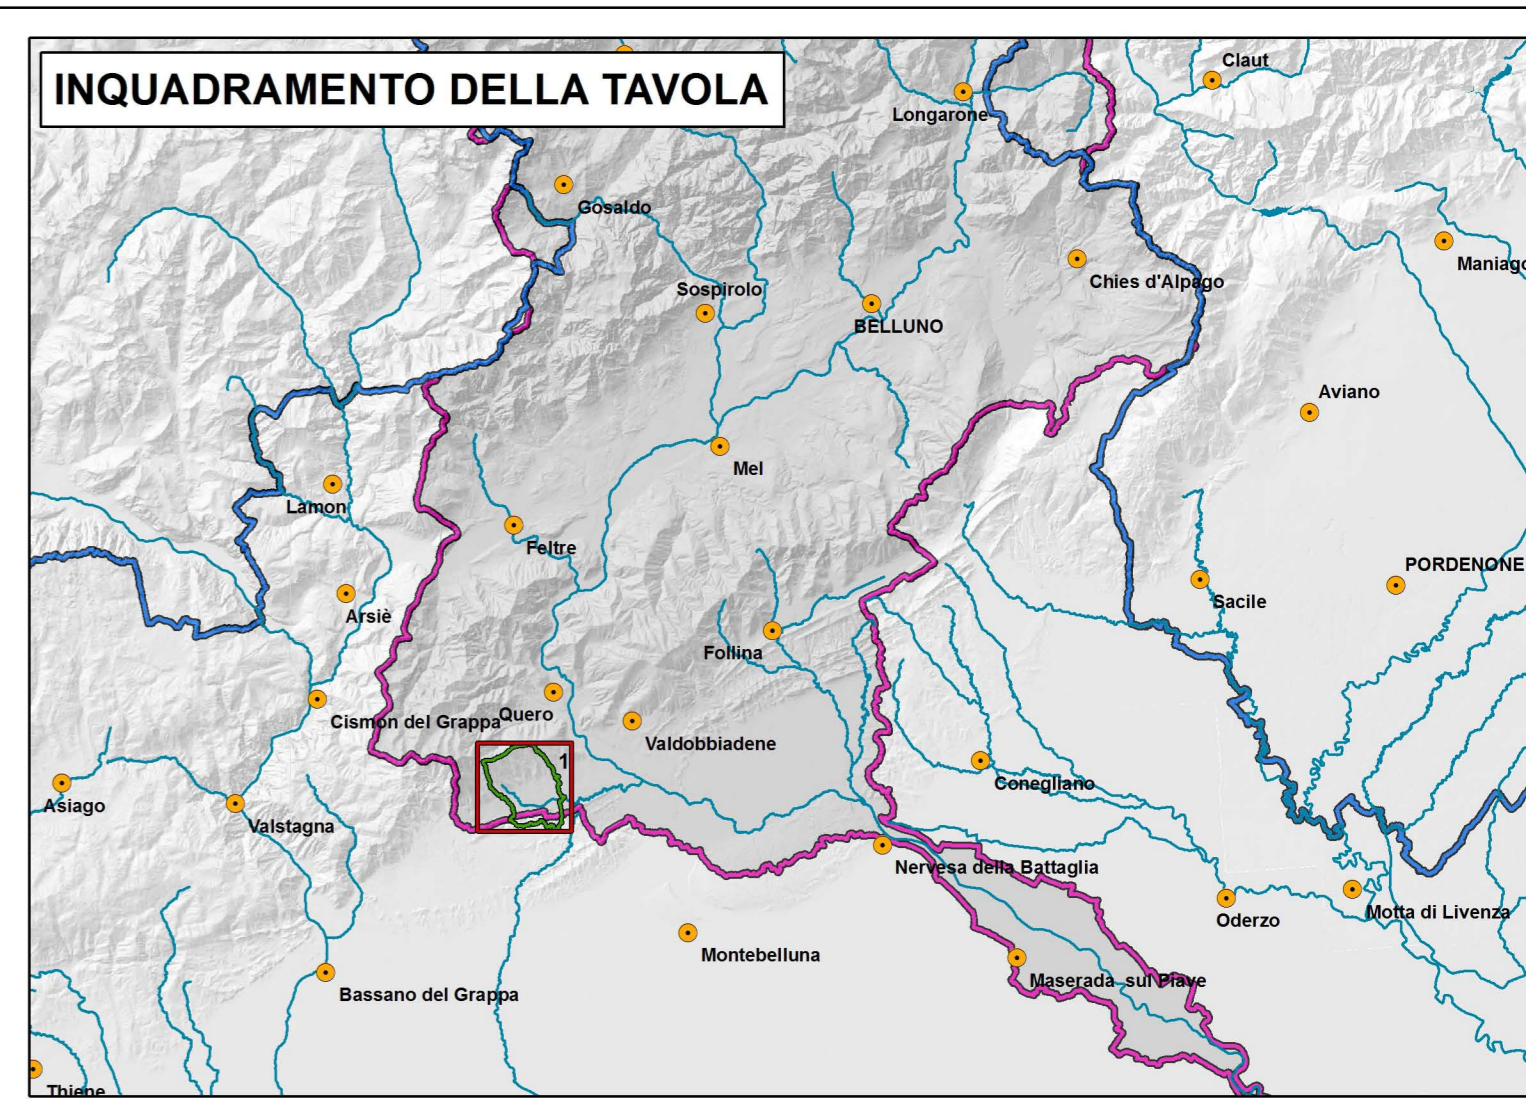 INQUADRAMENTO DELLA TAVOLA
Claut
Longarone
Gosaldo
Maniago
Chies d'Alpago
Sospirolo
BELLUNO
Aviano
Mel
Lamon
Feltre
PORDENONE
Sacile
Arsiè
Follina
Cismon del Grappa
Quero
Valdobbiadene
1
Conegliano
Asiago
Valstagna
Nervesa della Battaglia
Motta di Livenza
Oderzo
Montebelluna
Maserada sul Piave
Bassano del Grappa
Thiene